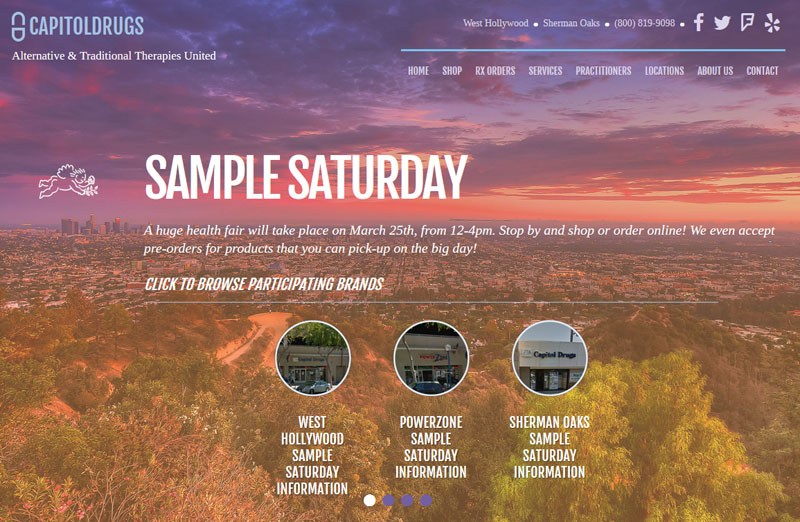 CAPITOLDRUGS
Alternative & Traditional Therapies United
West Hollywood ● Sherman Oaks ● (800) 819-9098 ●
HOME SHOP RX ORDERS SERVICES PRACTITIONERS LOCATIONS ABOUT US CONTACT
SAMPLE SATURDAY
A huge health fair will take place on March 25th, from 12-4pm. Stop by and shop or order online! We even accept
pre-orders for products that you can pick-up on the big day!
CLICK TO BROWSE PARTICIPATING BRANDS
Capitol Drugs
Capitol Drugs
WEST
HOLLYWOOD
SAMPLE
SATURDAY
INFORMATION
POWERZONE
SAMPLE
SATURDAY
INFORMATION
SHERMAN OAKS
SAMPLE
SATURDAY
INFORMATION